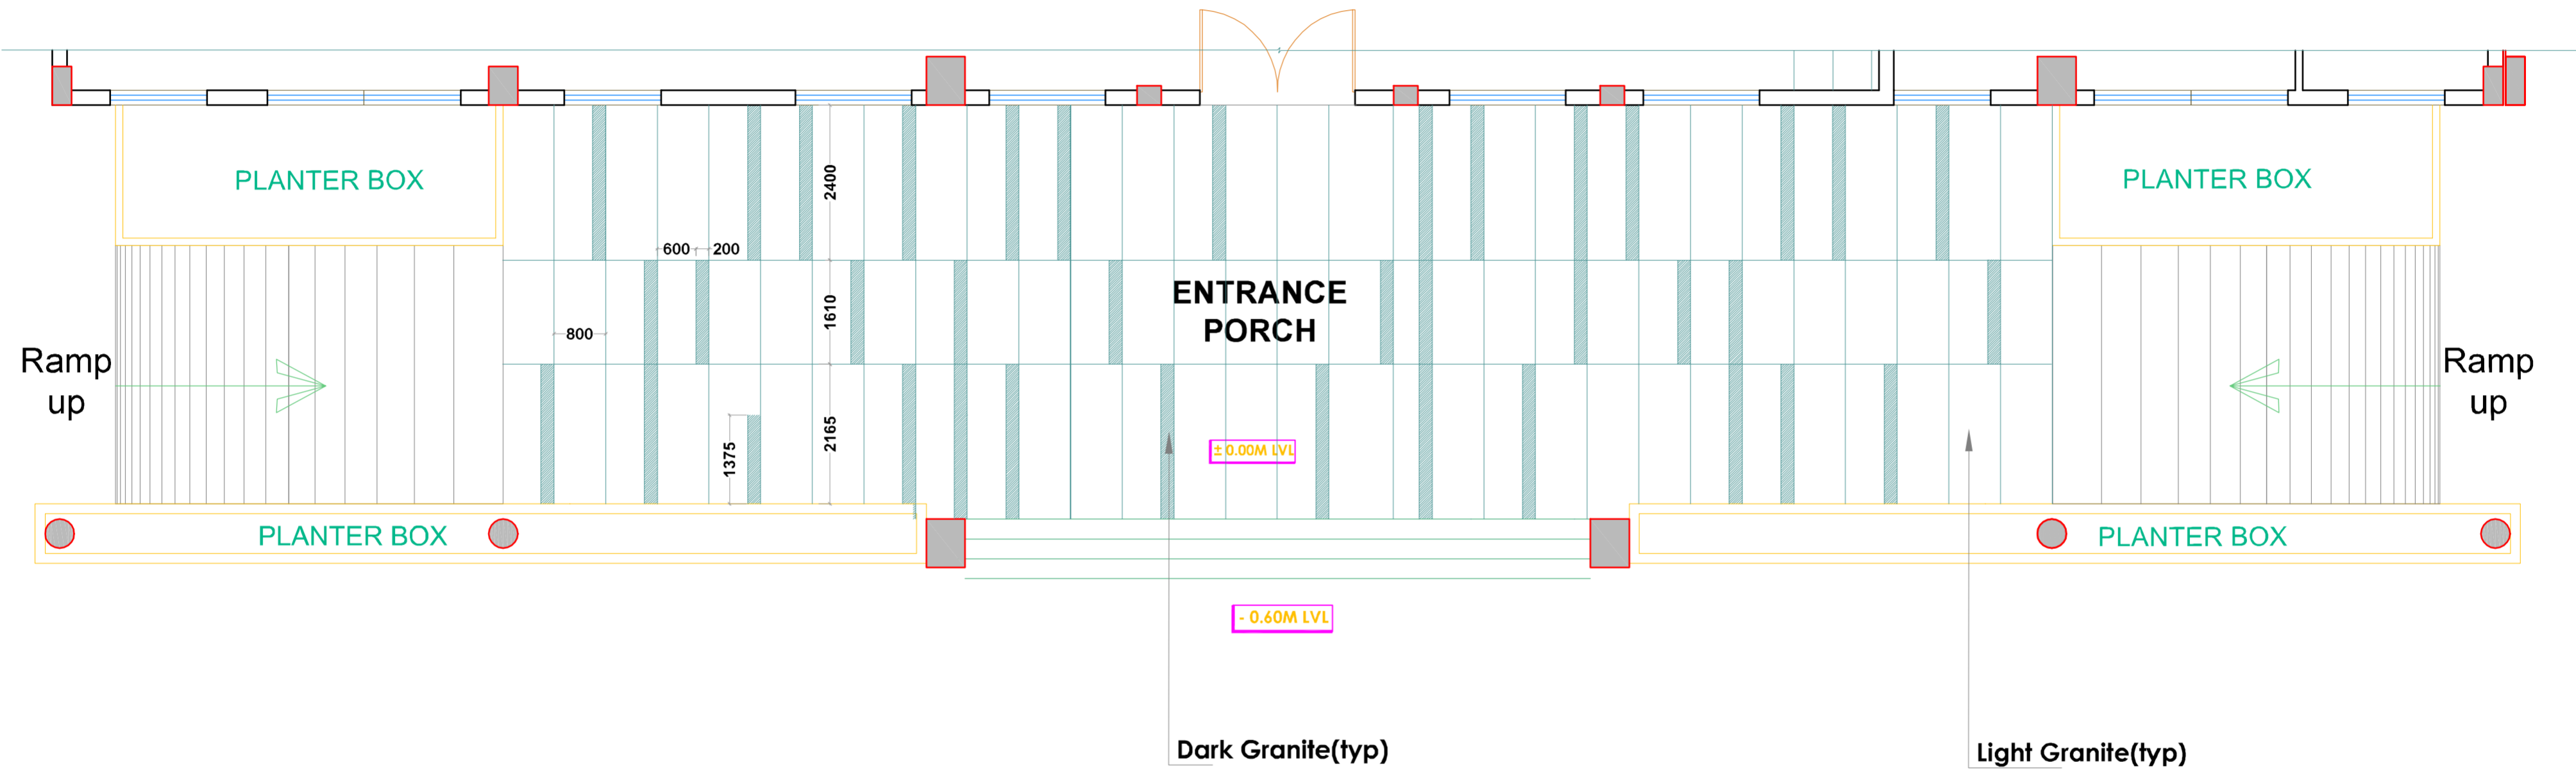 PLANTER BOX
PLANTER BOX
2400
600
200
1610
ENTRANCE
PORCH
800
Ramp
up
Ramp
up
1375
2165
± 0.00M LVL
PLANTER BOX
PLANTER BOX
- 0.60M LVL
Dark Granite(typ)
Light Granite(typ)